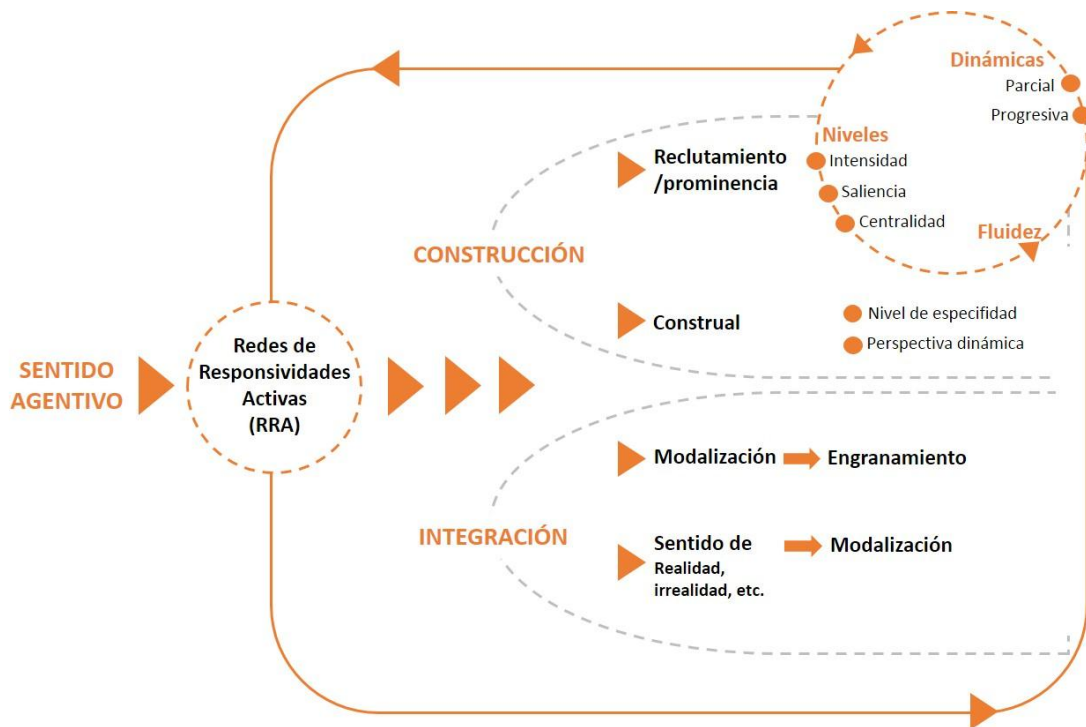 SENTIDO
AGENTIVO
Redes de
Responsividades
Activas
(RRA)
CONSTRUCCIÓN
Reclutamiento
/prominencia
Dinámicas
Parcial
Progresiva
Niveles
Intensidad
Saliencia
Centralidad
Fluidez
Construal
Nivel de especifidad
Perspectiva dinámica
INTEGRACIÓN
Modalización
Engranamiento
Sentido de
Realidad,
irrealidad, etc.
Modalización